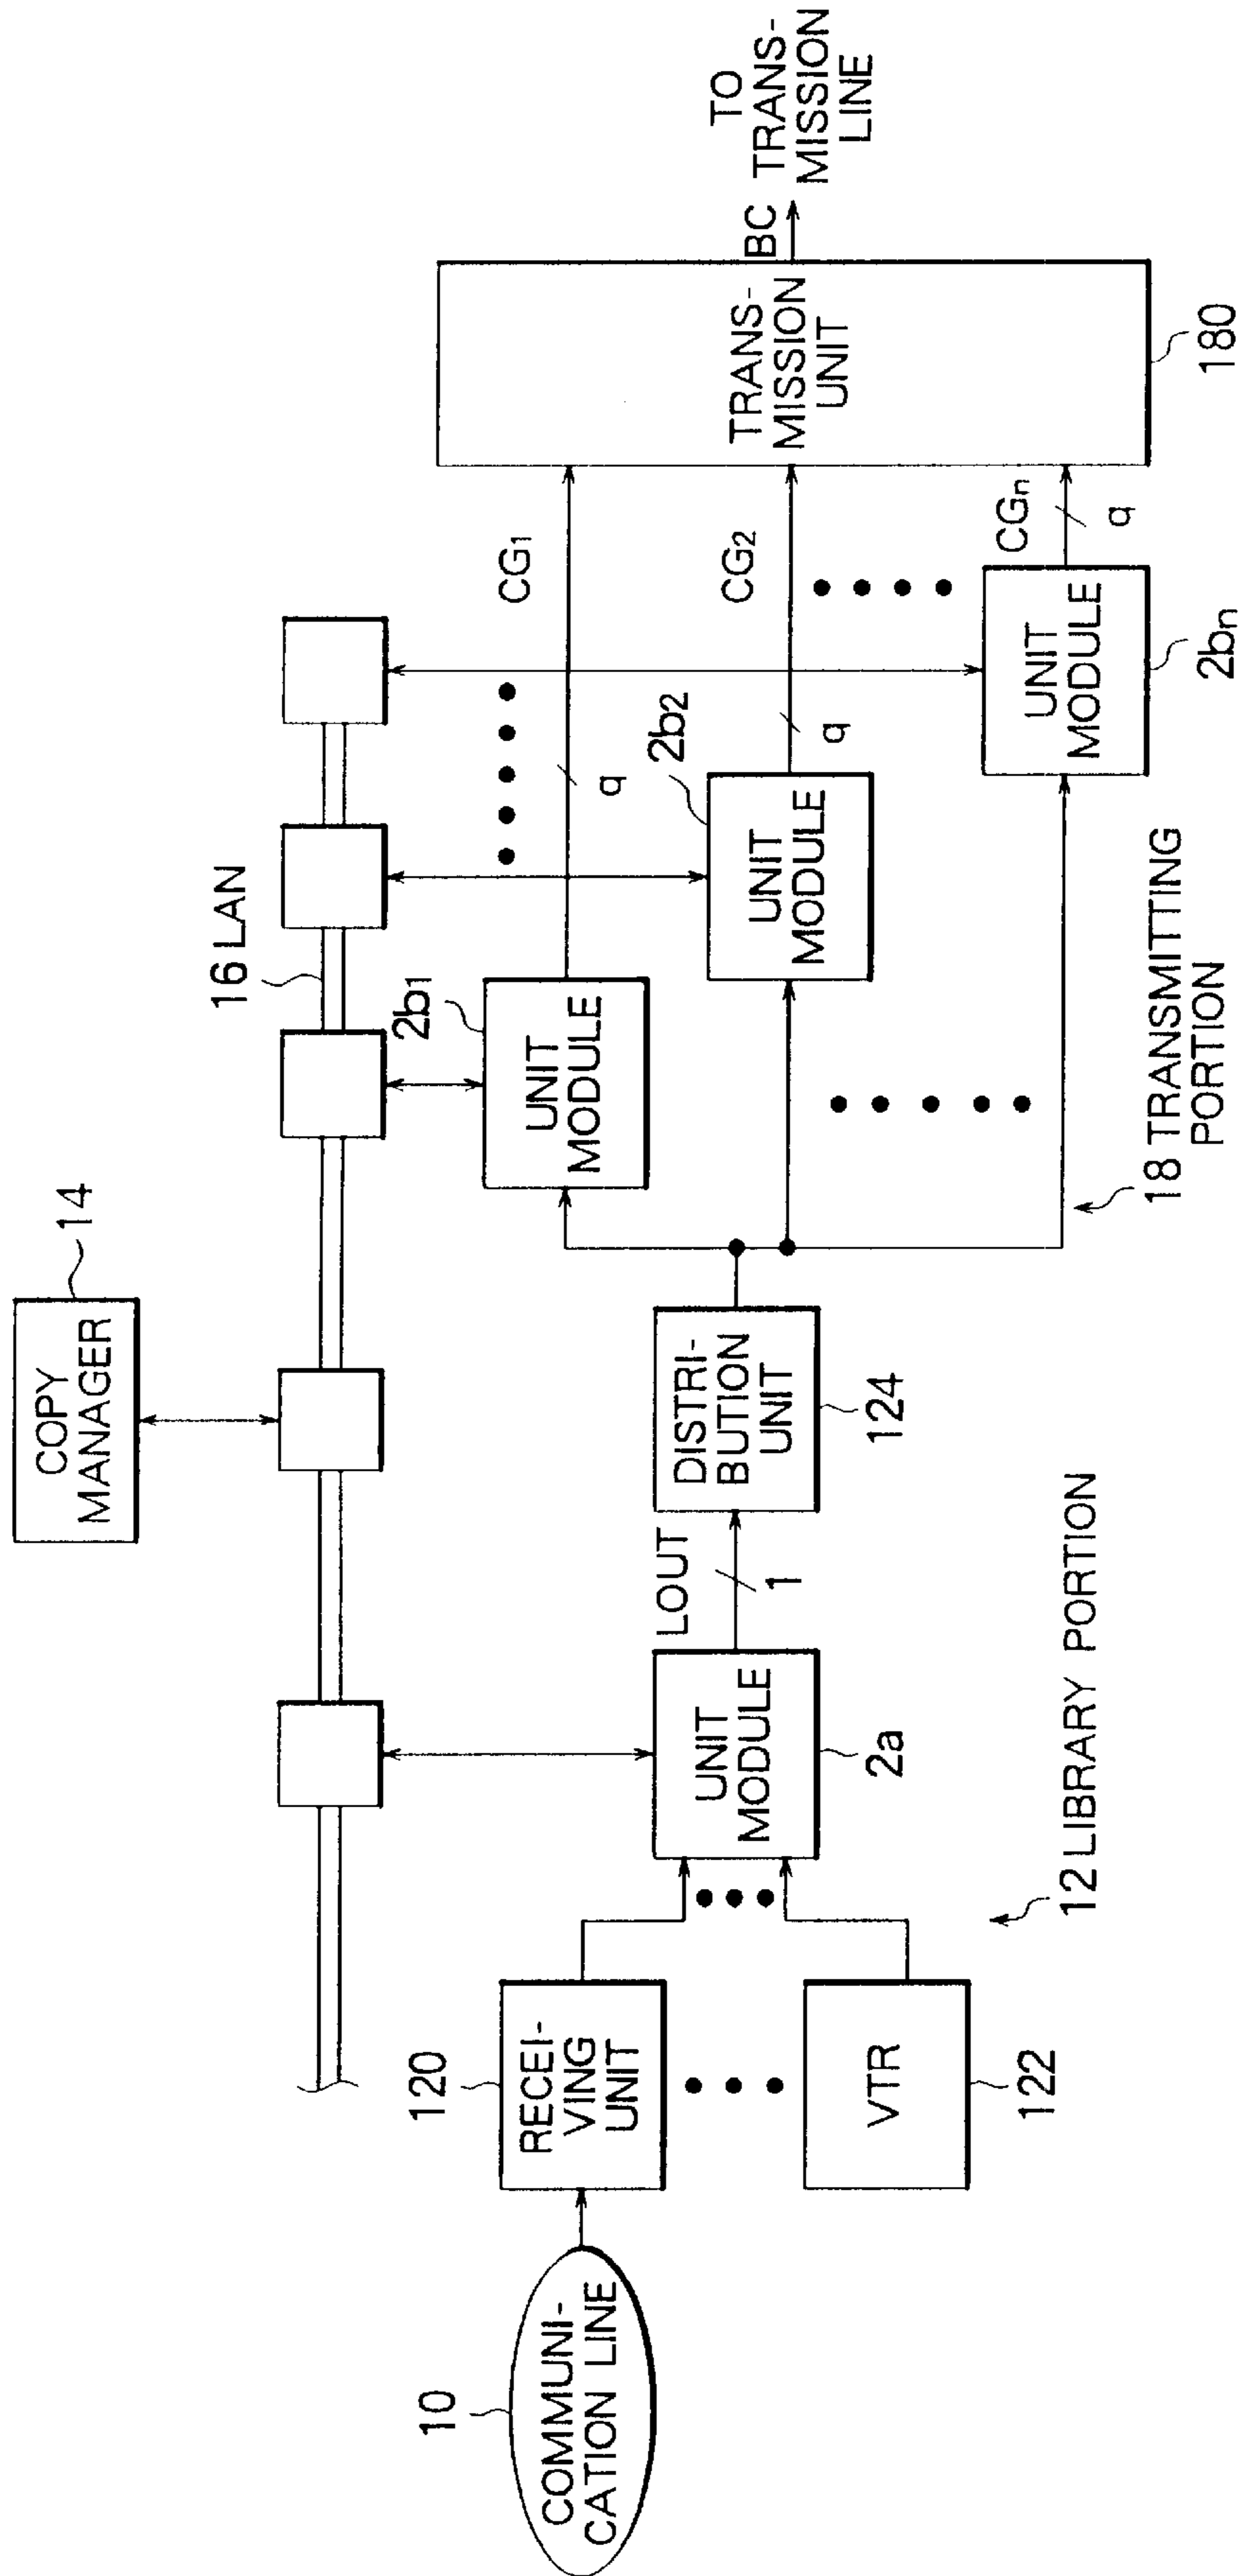 COPY
MANAGER
14
16 LAN
10
COMMUNI-
CATION LINE
120
RECEI-
VING
UNIT
VTR
122
UNIT
MODULE
2a
12 LIBRARY PORTION
LOUT
1
DISTRI-
BUTION
UNIT
124
2b1
UNIT
MODULE
CG1
q
2b2
UNIT
MODULE
CG2
q
UNIT
MODULE
2bn
CGn
q
18 TRANSMITTING
PORTION
TRANS-
MISSION
UNIT
180
BC
TO
TRANS-
MISSION
LINE